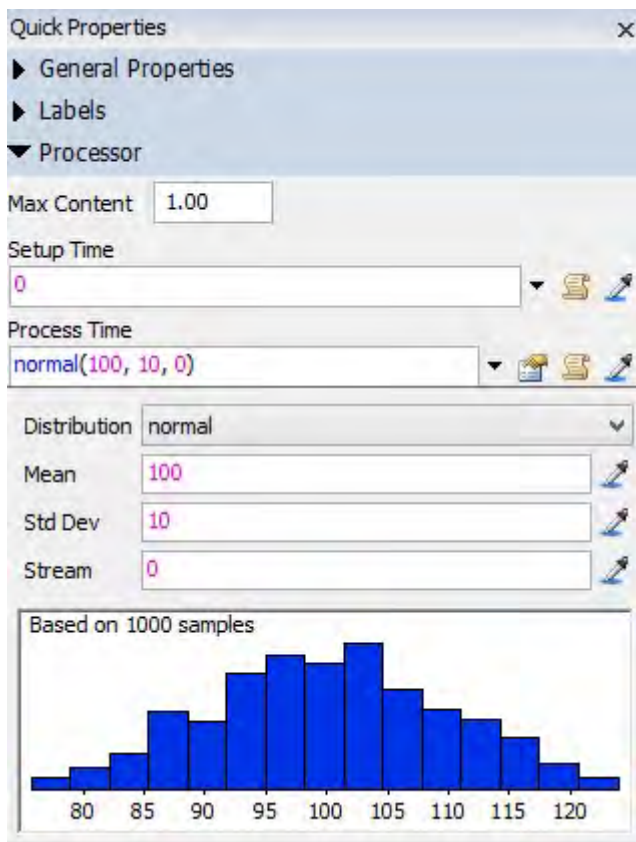 Quick Properties
General Properties
Labels
Processor
Max Content 1.00
Setup Time
0
Process Time
normal(100, 10, 0)
Distribution normal
Mean 100
Std Dev 10
Stream 0
Based on 1000 samples
80 85 90 95 100 105 110 115 120